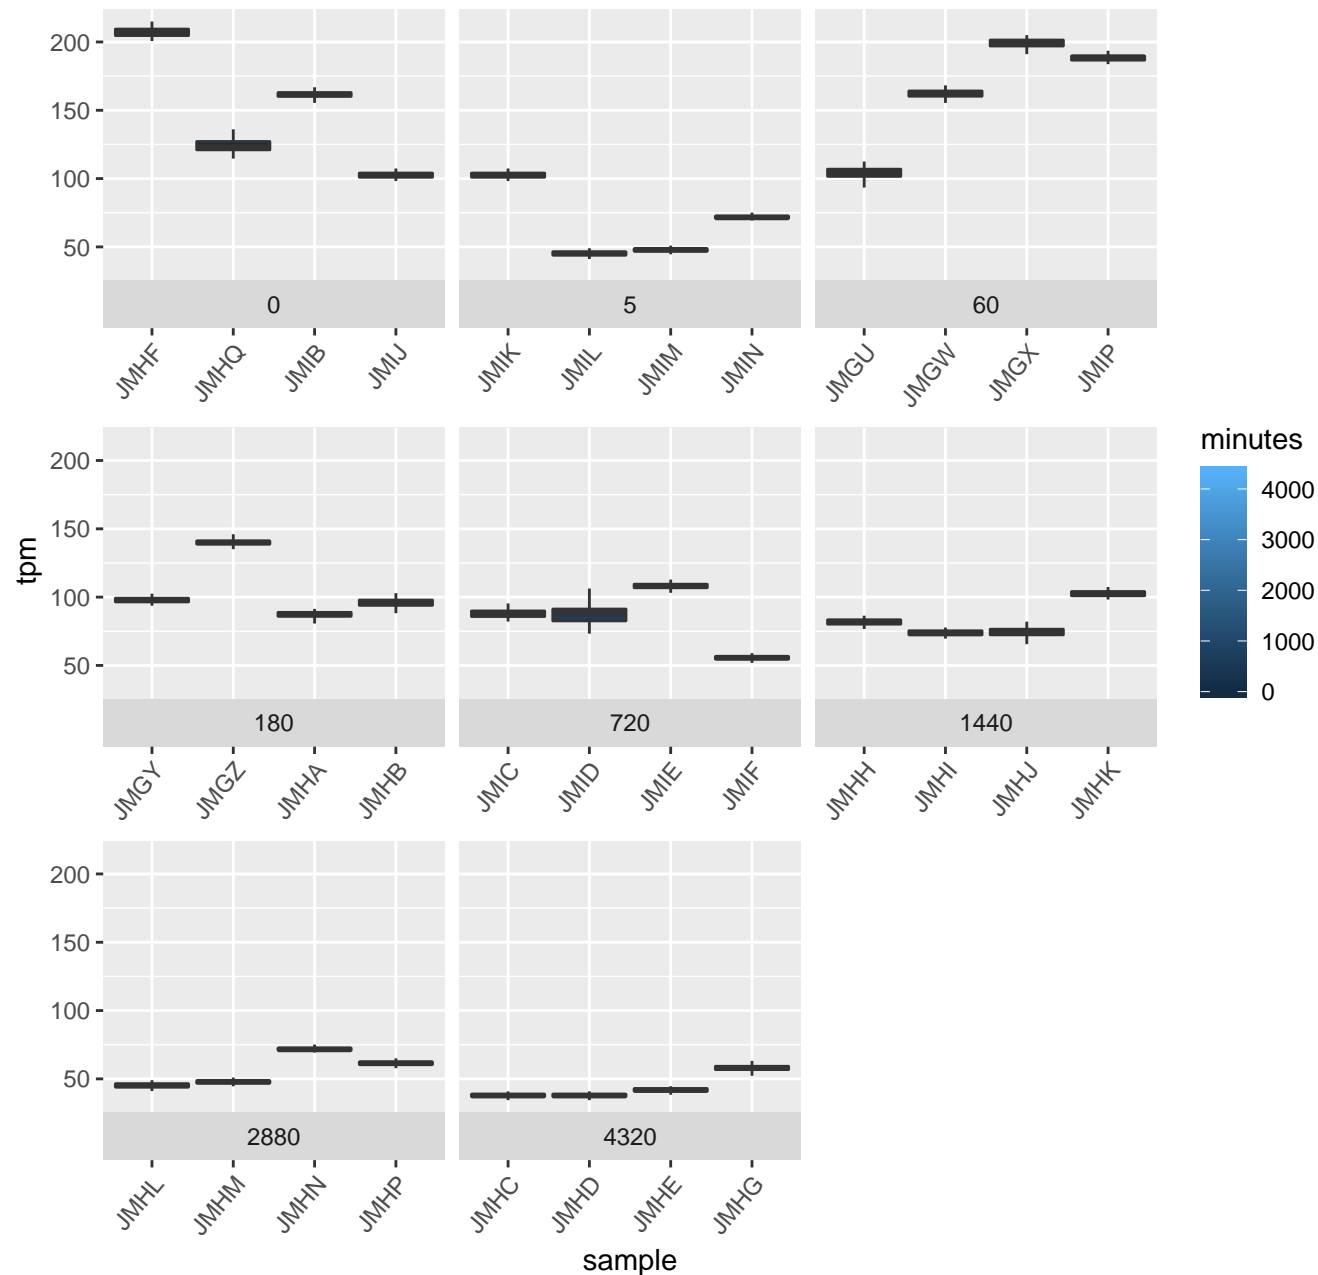 200
150
100
50
0
5
60
JMHF
JMHQ
JMIB
JMIJ
JMIK
JMIL
JMIM
JMIN
JMGU
JMGW
JMGX
JMIP
tpm
200
150
100
50
180
720
1440
JMGY
JMGZ
JMHA
JMHB
JMIC
JMID
JMIE
JMIF
JMHH
JMHI
JMHJ
JMHK
minutes
4000
3000
2000
1000
0
200
150
100
50
2880
4320
JMHL
JMHM
JMHN
JMHP
JMHC
JMHD
JMHE
JMHG
sample